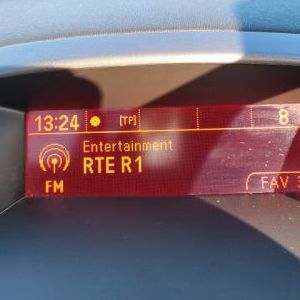 13:24 [TP] 8
Entertainment
RTE R1
FM
FAV 3